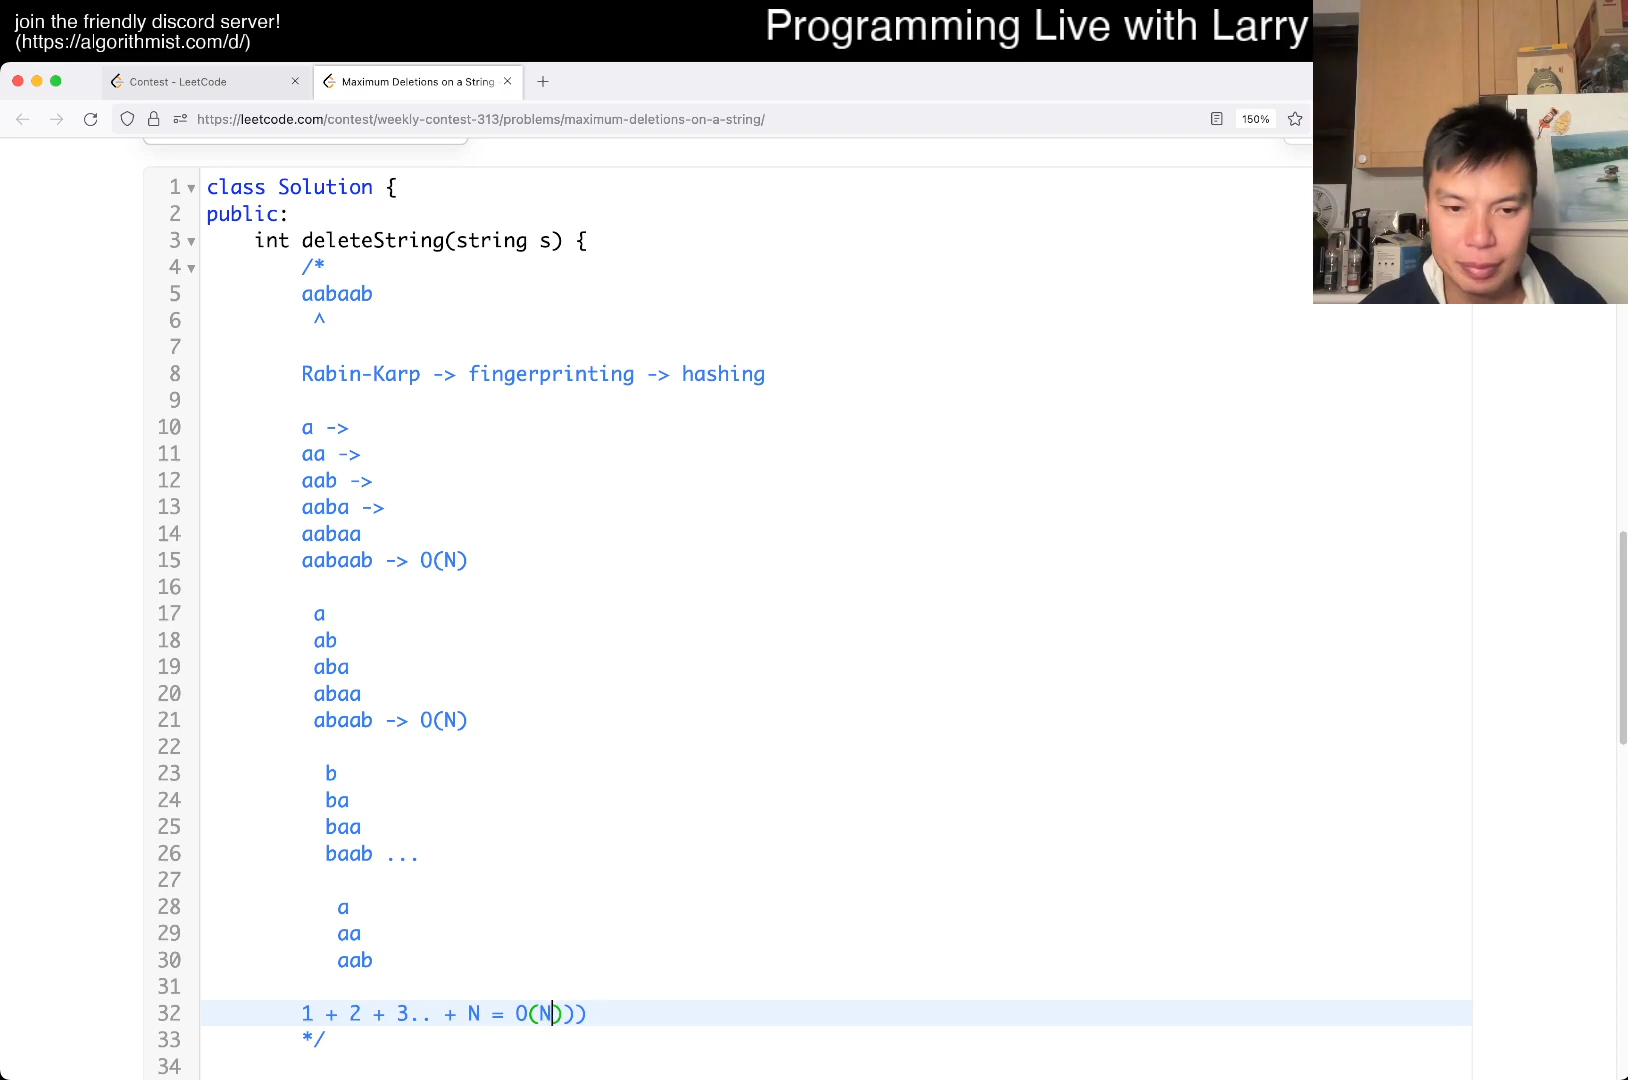 join the friendly discord server!
(https://algorithmist.com/d/)
Programming Live with Larry
Contest - LeetCode
Maximum Deletions on a String
https://leetcode.com/contest/weekly-contest-313/problems/maximum-deletions-on-a-string/
150%
1 class Solution {
2 public:
3 int deleteString(string s) {
4 /*
5 aabaab
6 ^
7
8 Rabin-Karp -> fingerprinting -> hashing
9
10 a ->
11 aa ->
12 aab ->
13 aaba ->
14 aabaa
15 aabaab -> O(N)
16
17 a
18 ab
19 aba
20 abaa
21 abaab -> O(N)
22
23 b
24 ba
25 baa
26 baab ...
27
28 a
29 aa
30 aab
31
32 1 + 2 + 3.. + N = O(N)))
33 */
34